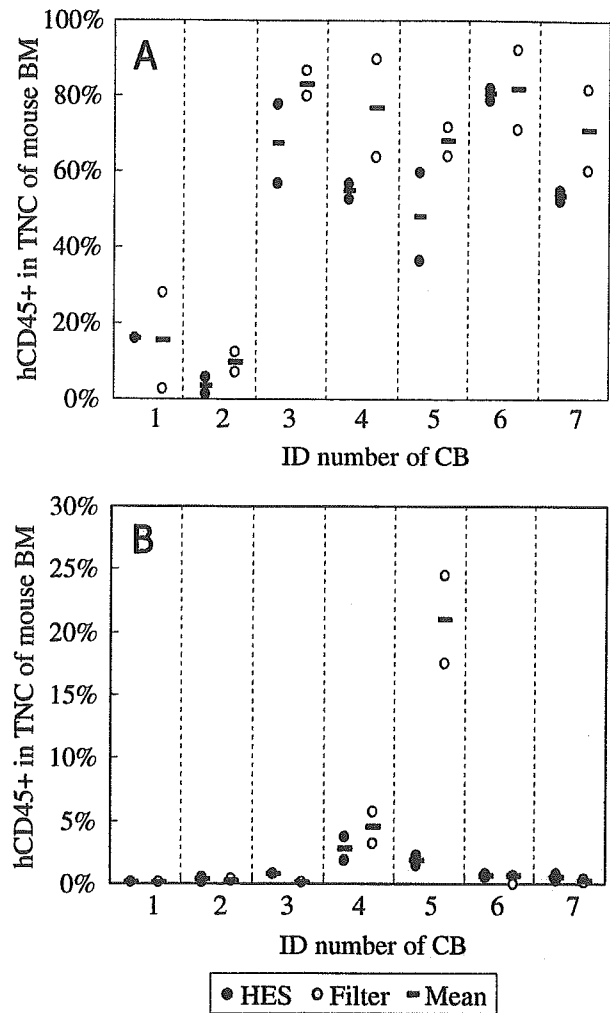 100%
A
80%
60%
40%
20%
0%
hCD45+ in TNC of mouse BM
1 2 3 4 5 6 7
ID number of CB
30%
B
25%
20%
15%
10%
5%
0%
hCD45+ in TNC of mouse BM
1 2 3 4 5 6 7
ID number of CB
HES Filter Mean